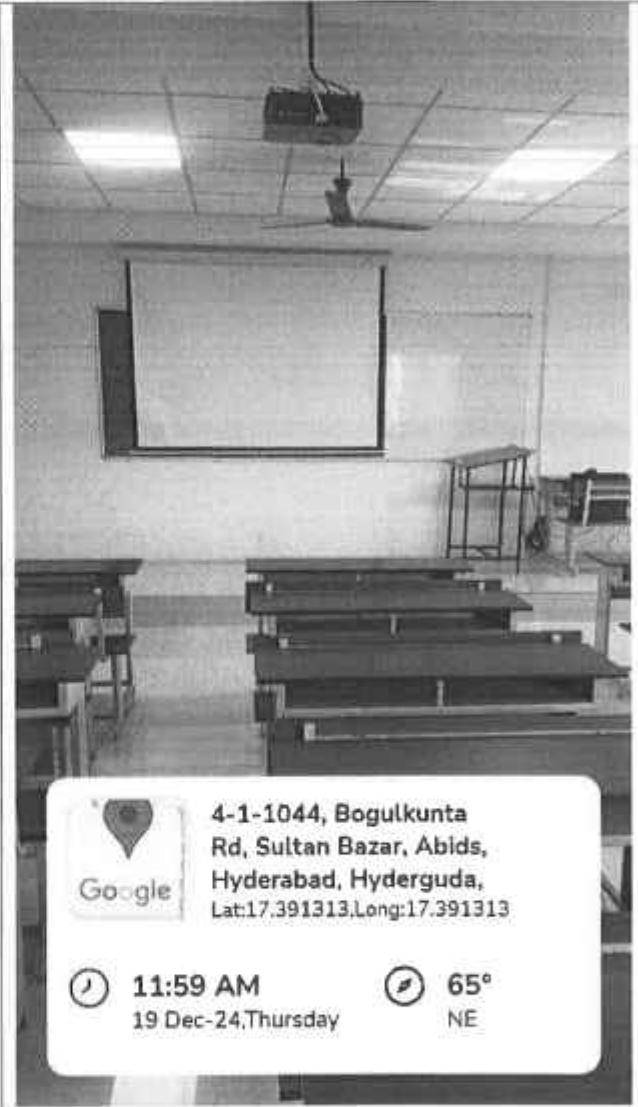 4-1-1044, Bogulkunta
Rd, Sultan Bazar, Abids,
Hyderabad, Hyderguda,
Lat:17.391313,Long:17.391313
Google
11:59 AM
19 Dec-24,Thursday
65°
NE